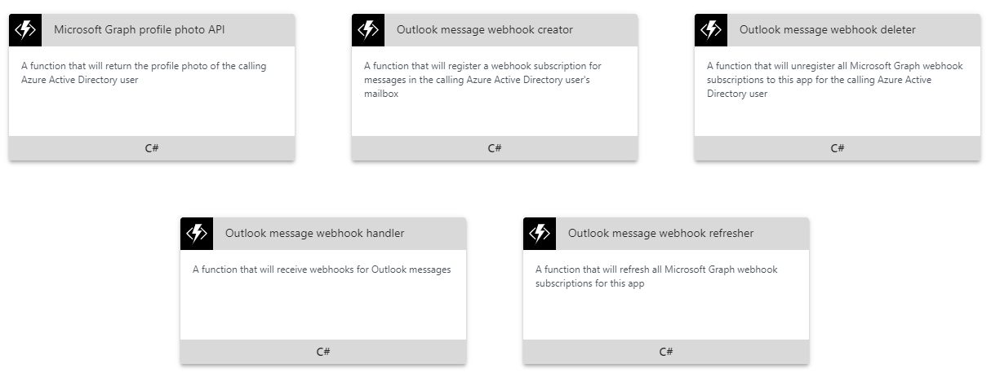 Microsoft Graph profile photo API
A function that will return the profile photo of the calling
Azure Active Directory user
C#
Outlook message webhook creator
A function that will register a webhook subscription for
messages in the calling Azure Active Directory user's
mailbox
C#
Outlook message webhook deleter
A function that will unregister all Microsoft Graph webhook
subscriptions to this app for the calling Azure Active
Directory user
C#
Outlook message webhook handler
A function that will receive webhooks for Outlook messages
C#
Outlook message webhook refresher
A function that will refresh all Microsoft Graph webhook
subscriptions for this app
C#